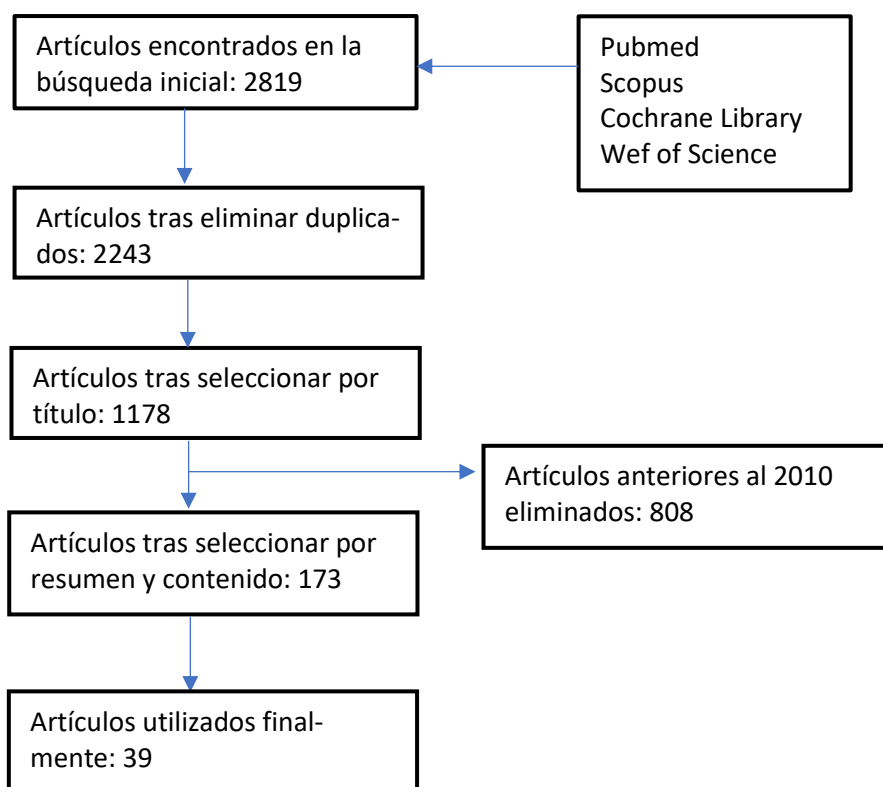 Artículos encontrados en la
búsqueda inicial: 2819
Pubmed
Scopus
Cochrane Library
Wef of Science
Artículos tras eliminar duplica-
dos: 2243
Artículos tras seleccionar por
título: 1178
Artículos anteriores al 2010
eliminados: 808
Artículos tras seleccionar por
resumen y contenido: 173
Artículos utilizados final-
mente: 39